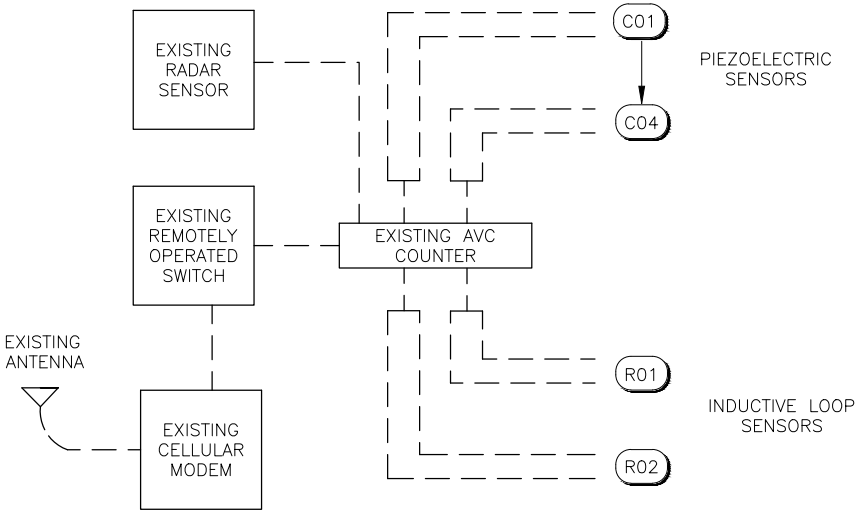 EXISTING
RADAR
SENSOR
C01
PIEZOELECTRIC
SENSORS
C04
EXISTING
REMOTELY
OPERATED
SWITCH
EXISTING AVC
COUNTER
EXISTING
ANTENNA
EXISTING
CELLULAR
MODEM
R01
INDUCTIVE LOOP
SENSORS
R02